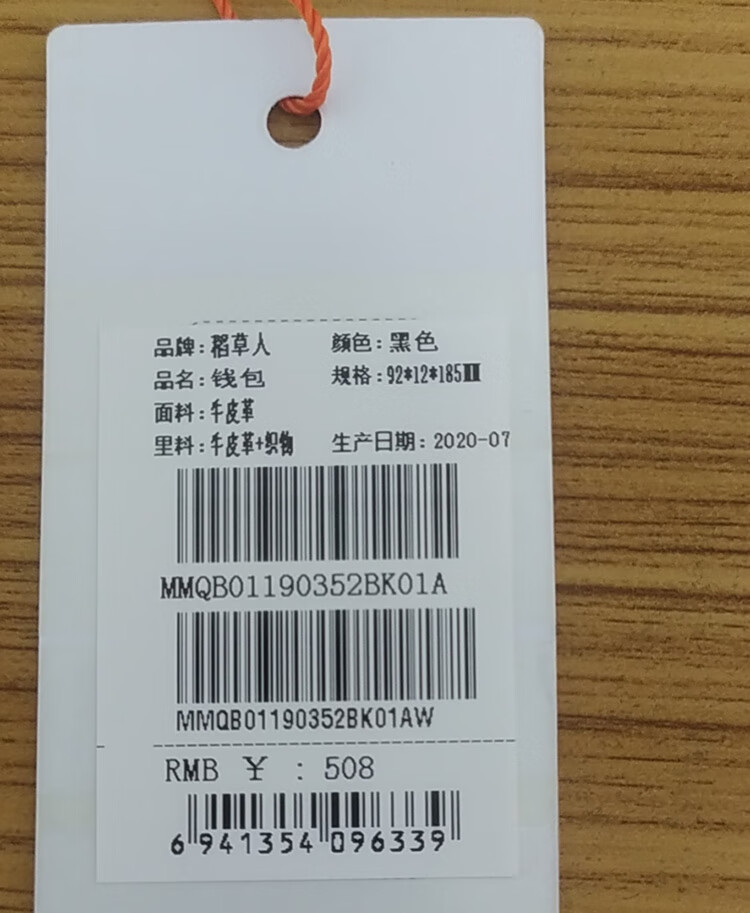 品牌:稻草人 颜色:黑色
品名:钱包 规格:92*12*185㎜
面料:牛皮革
里料:牛皮革+织物 生产日期:2020-07
MMQB01190352BK01A
MMQB01190352BK01AW
RMB ¥ : 508
6 941354 096339